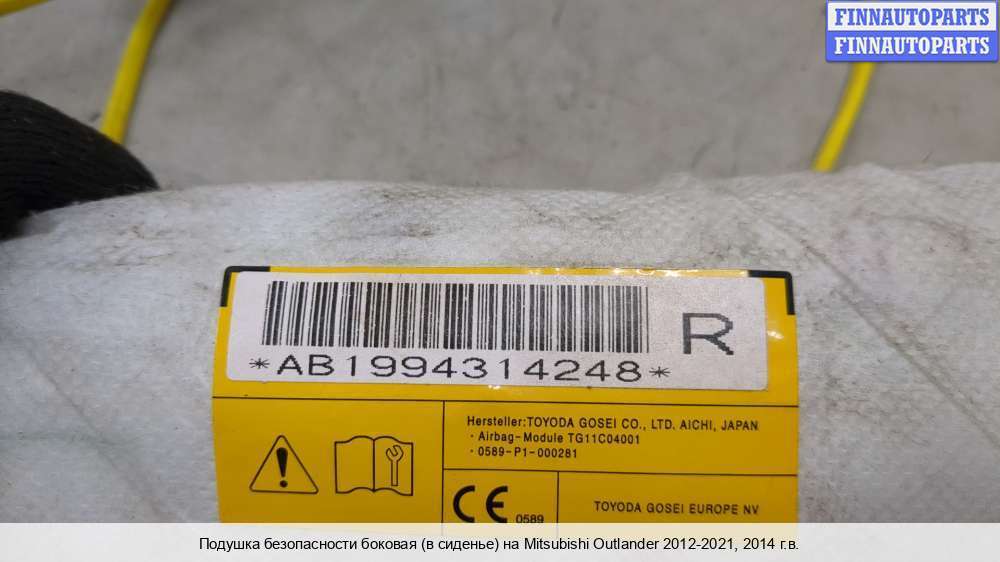 FINNAUTOPARTS
FINNAUTOPARTS
R
*AB1994314248*
Hersteller:TOYODA GOSEI CO., LTD. AICHI, JAPAN
· Airbag-Module TG11C04001
· 0589-P1-000281
CE 0589
TOYODA GOSEI EUROPE NV
Подушка безопасности боковая (в сиденье) на Mitsubishi Outlander 2012-2021, 2014 г.в.